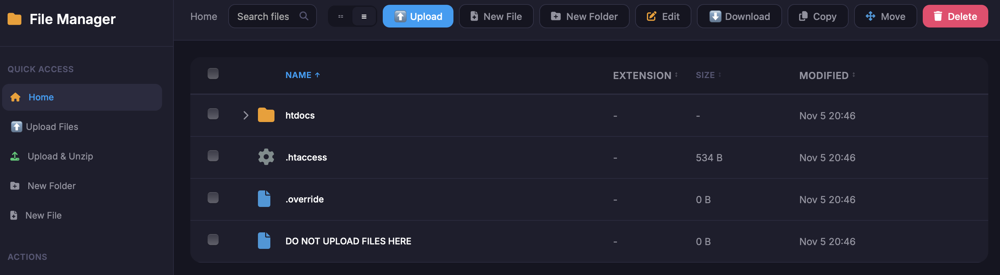 File Manager
Home
Search files
Upload
New File
New Folder
Edit
Download
Copy
Move
Delete
QUICK ACCESS
Home
Upload Files
Upload & Unzip
New Folder
New File
ACTIONS
NAME EXTENSION SIZE MODIFIED
htdocs - - Nov 5 20:46
.htaccess - 534 B Nov 5 20:46
.override - 0 B Nov 5 20:46
DO NOT UPLOAD FILES HERE - 0 B Nov 5 20:46